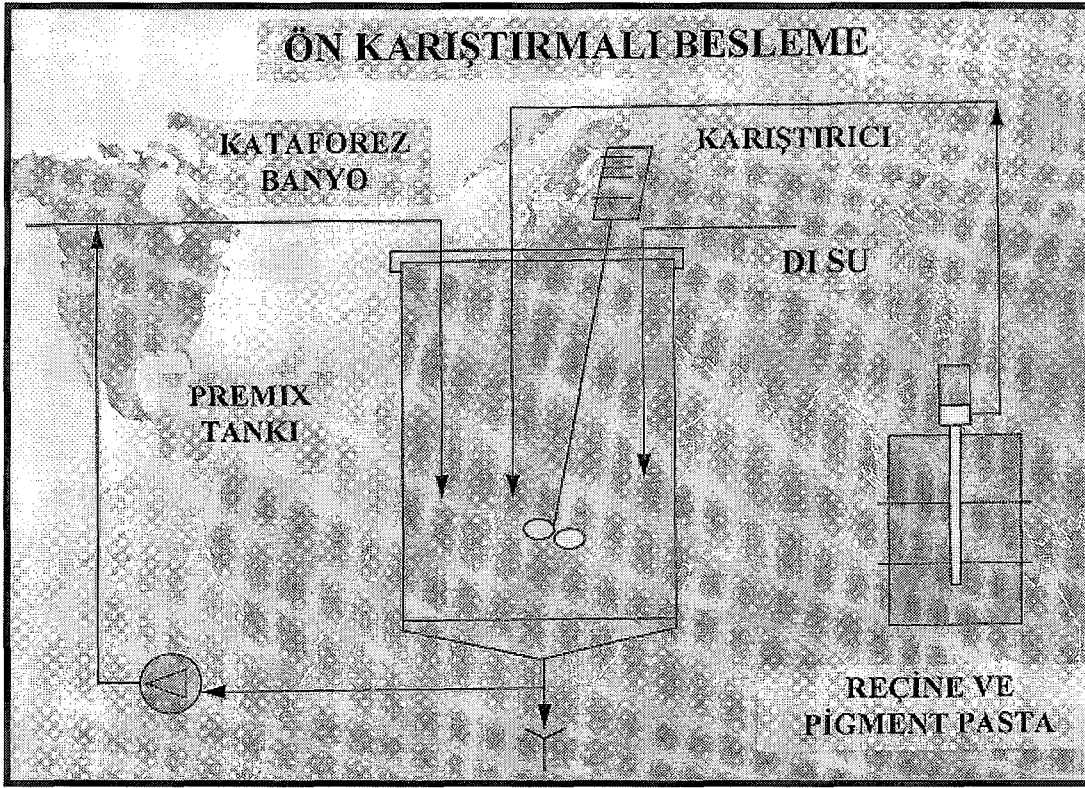 ÖN KARIŞTIRMALI BESLEME
KATAFOREZ
BANYO
KARIŞTIRICI
DI SU
PREMIX
TANKI
REÇİNE VE
PİGMENT PASTA